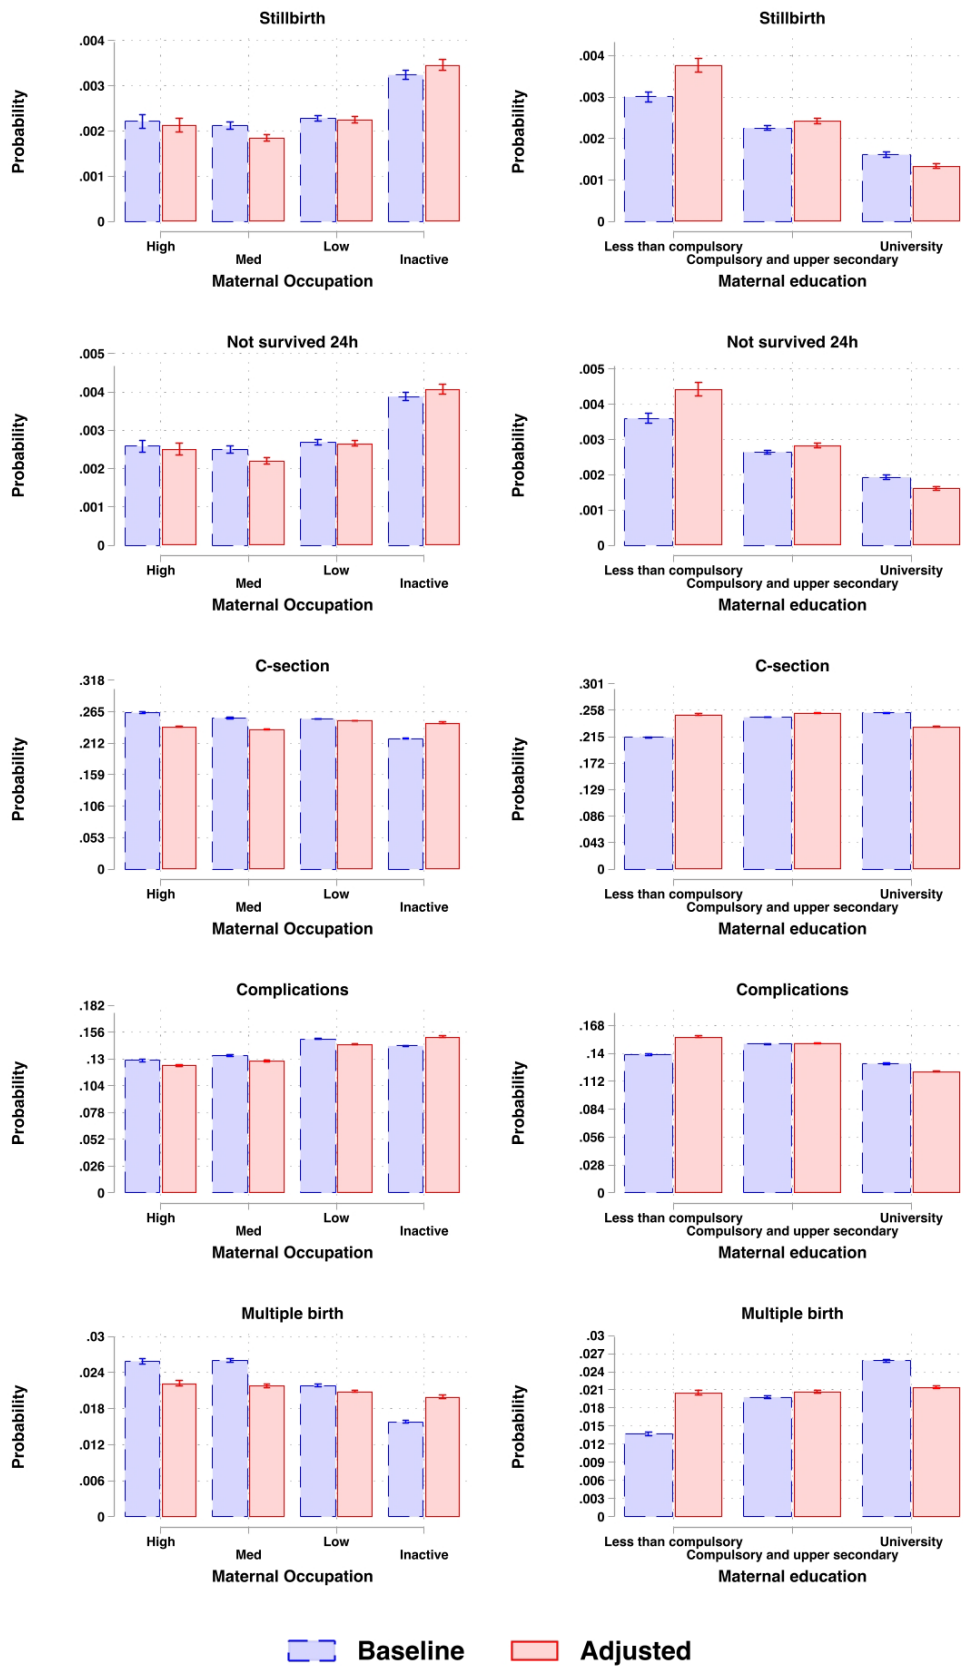 Stillbirth
.004
.003
.002
.001
0
Probability
High
Med
Low
Inactive
Maternal Occupation
Stillbirth
.004
.003
.002
.001
0
Probability
Less than compulsory
Compulsory and upper secondary
University
Maternal education
Not survived 24h
.005
.004
.003
.002
.001
0
Probability
High
Med
Low
Inactive
Maternal Occupation
Not survived 24h
.005
.004
.003
.002
.001
0
Probability
Less than compulsory
Compulsory and upper secondary
University
Maternal education
C-section
.318
.265
.212
.159
.106
.053
0
Probability
High
Med
Low
Inactive
Maternal Occupation
C-section
.301
.258
.215
.172
.129
.086
.043
0
Probability
Less than compulsory
Compulsory and upper secondary
University
Maternal education
Complications
.182
.156
.13
.104
.078
.052
.026
0
Probability
High
Med
Low
Inactive
Maternal Occupation
Complications
.168
.14
.112
.084
.056
.028
0
Probability
Less than compulsory
Compulsory and upper secondary
University
Maternal education
Multiple birth
.03
.024
.018
.012
.006
0
Probability
High
Med
Low
Inactive
Maternal Occupation
Multiple birth
.03
.027
.024
.021
.018
.015
.012
.009
.006
.003
0
Probability
Less than compulsory
Compulsory and upper secondary
University
Maternal education
Baseline
Adjusted